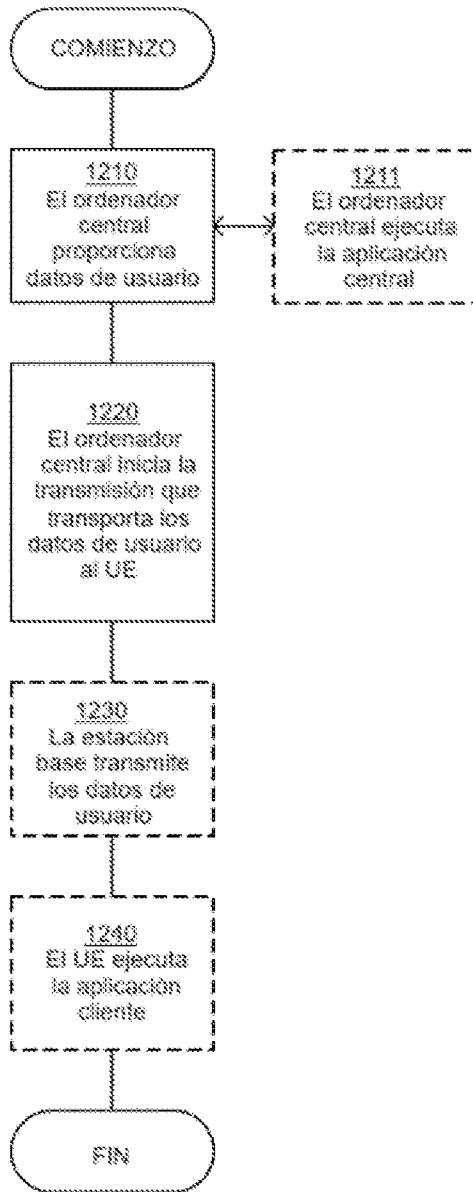 COMIENZO
1210
El ordenador
central
proporciona
datos de usuario
1211
El ordenador
central ejecuta
la aplicación
central
1220
El ordenador
central inicia la
transmisión que
transporta los
datos de usuario
al UE
1230
La estación
base transmite
los datos de
usuario
1240
El UE ejecuta
la aplicación
cliente
FIN